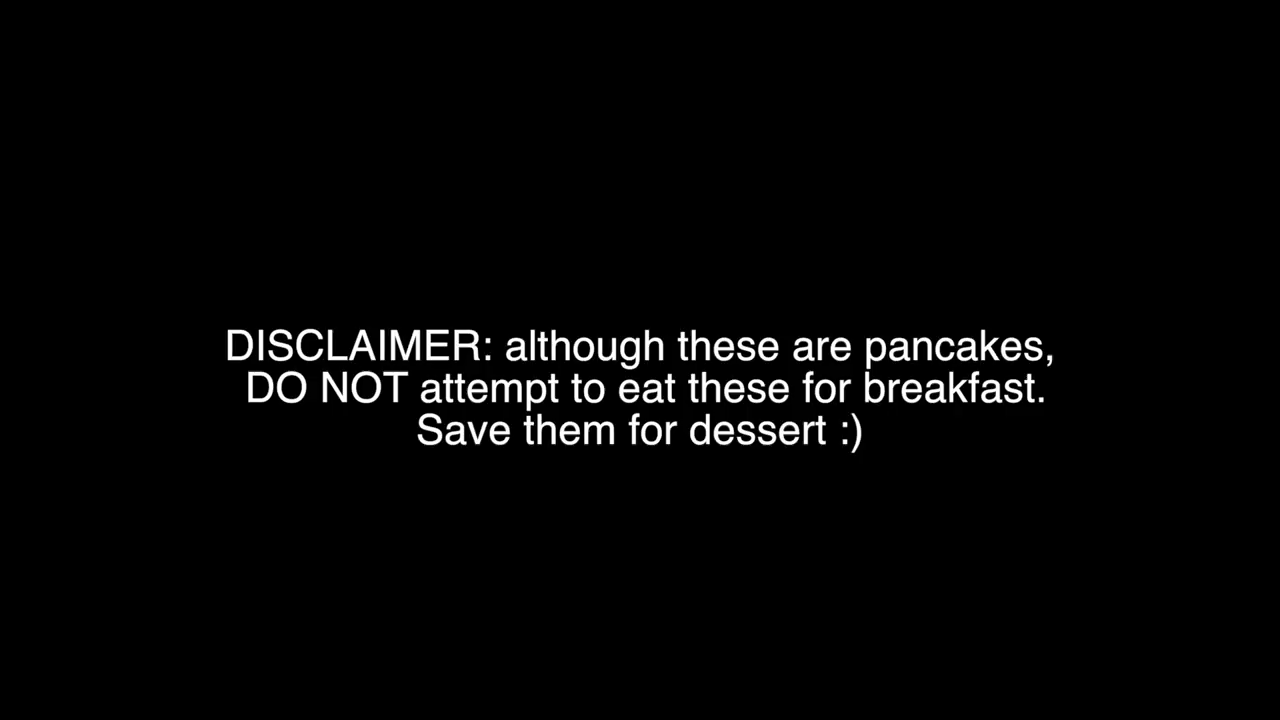 DISCLAIMER: although these are pancakes,
DO NOT attempt to eat these for breakfast.
Save them for dessert :)